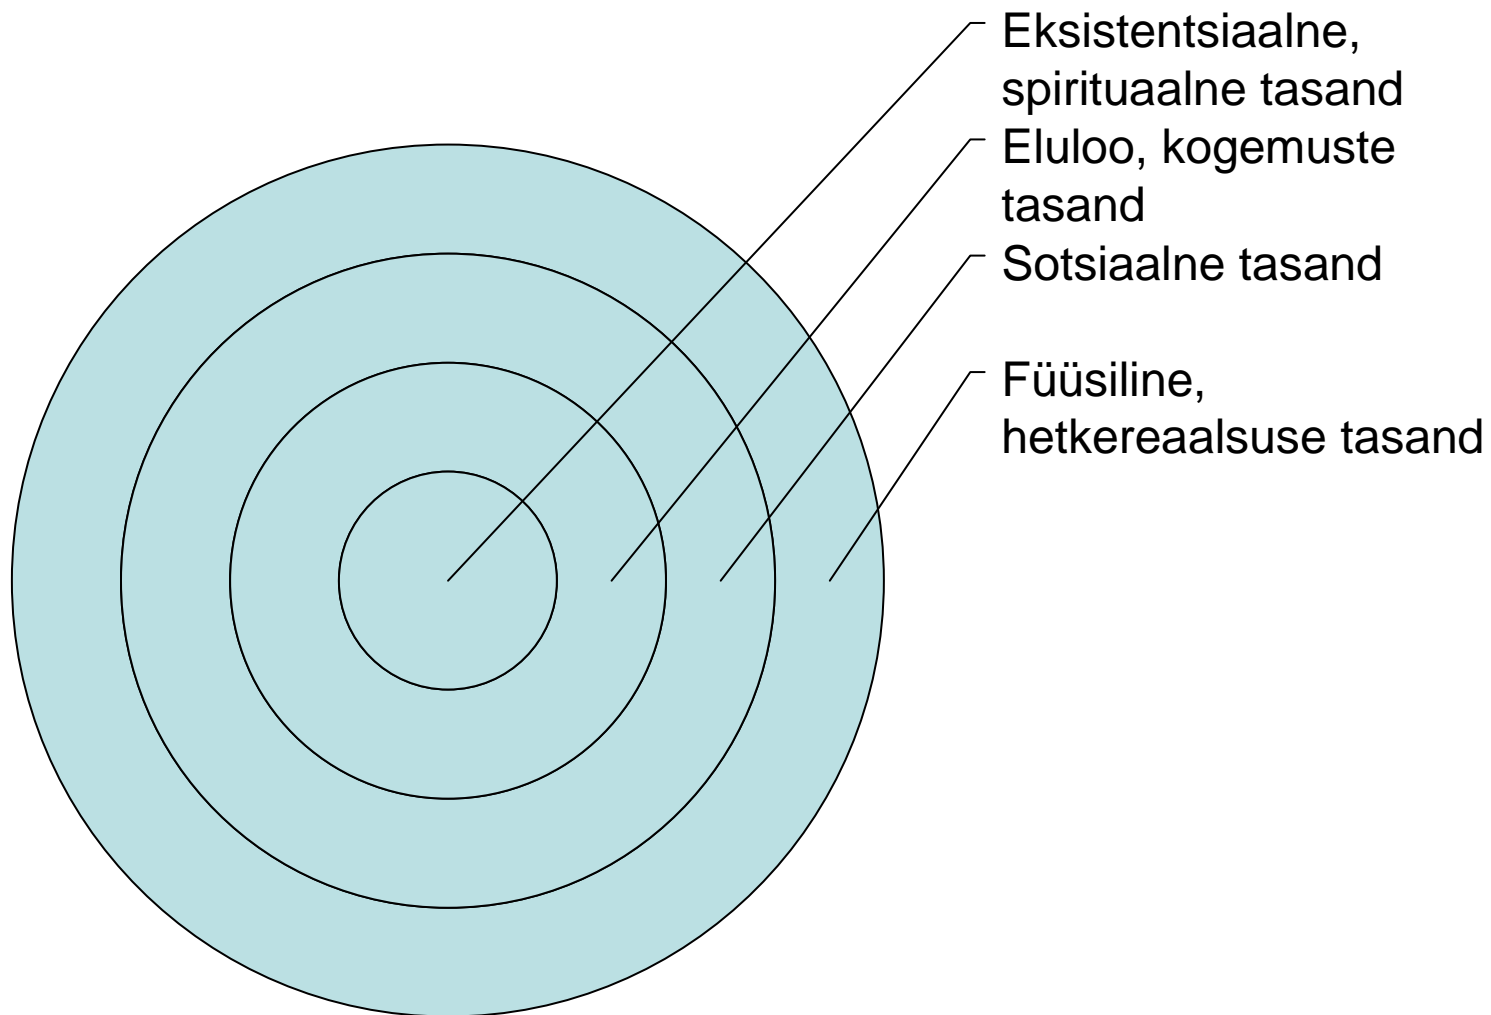 Eksistentsiaalne,
spirituaalne tasand
Eluloo, kogemuste
tasand
Sotsiaalne tasand
Füüsiline,
hetkereaalsuse tasand